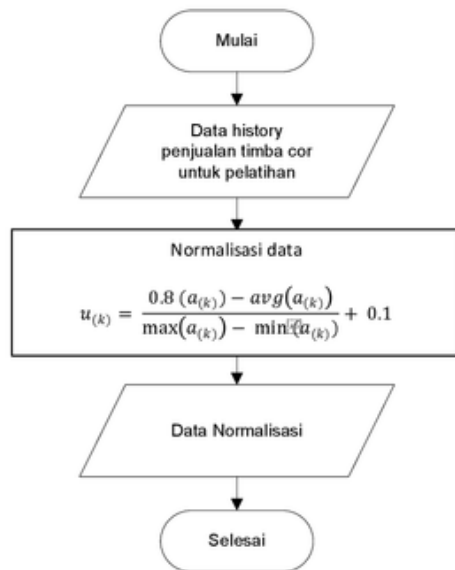 Mulai
Data history
penjualan timba cor
untuk pelatihan
Normalisasi data
u(k) = 0.8 (a(k)) − avg(a(k)) / max(a(k)) − min(a(k)) + 0.1
Data Normalisasi
Selesai